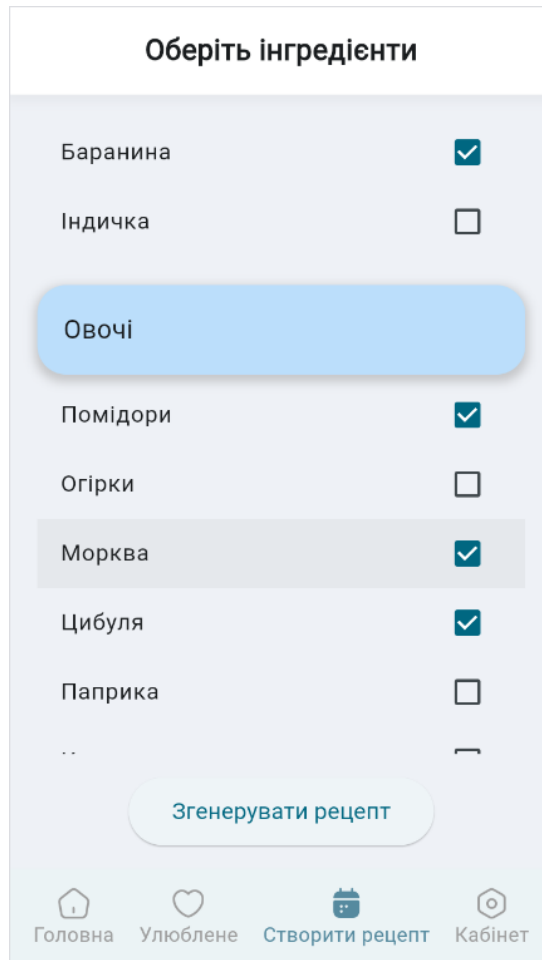 Оберіть інгредієнти
Баранина
Індичка
Овочі
Помідори
Огірки
Морква
Цибуля
Паприка
Згенерувати рецепт
Головна Улюблене Створити рецепт Кабінет